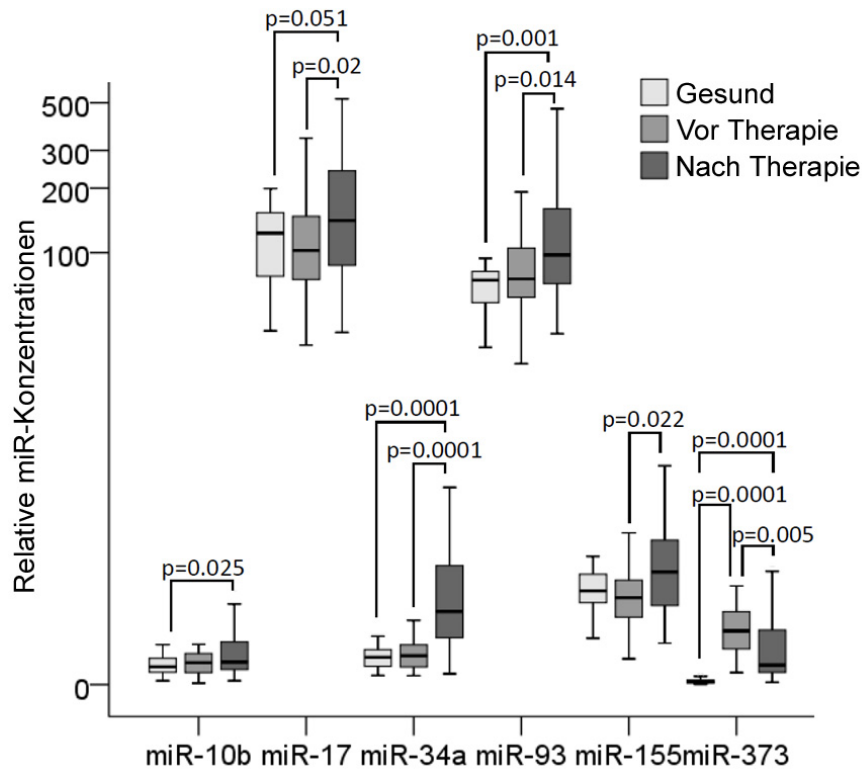 p=0.051
p=0.02
p=0.001
p=0.014
Gesund
Vor Therapie
Nach Therapie
500
300
200
100
0
Relative miR-Konzentrationen
p=0.0001
p=0.0001
p=0.022
p=0.0001
p=0.0001
p=0.005
p=0.025
miR-10b miR-17 miR-34a miR-93 miR-155 miR-373